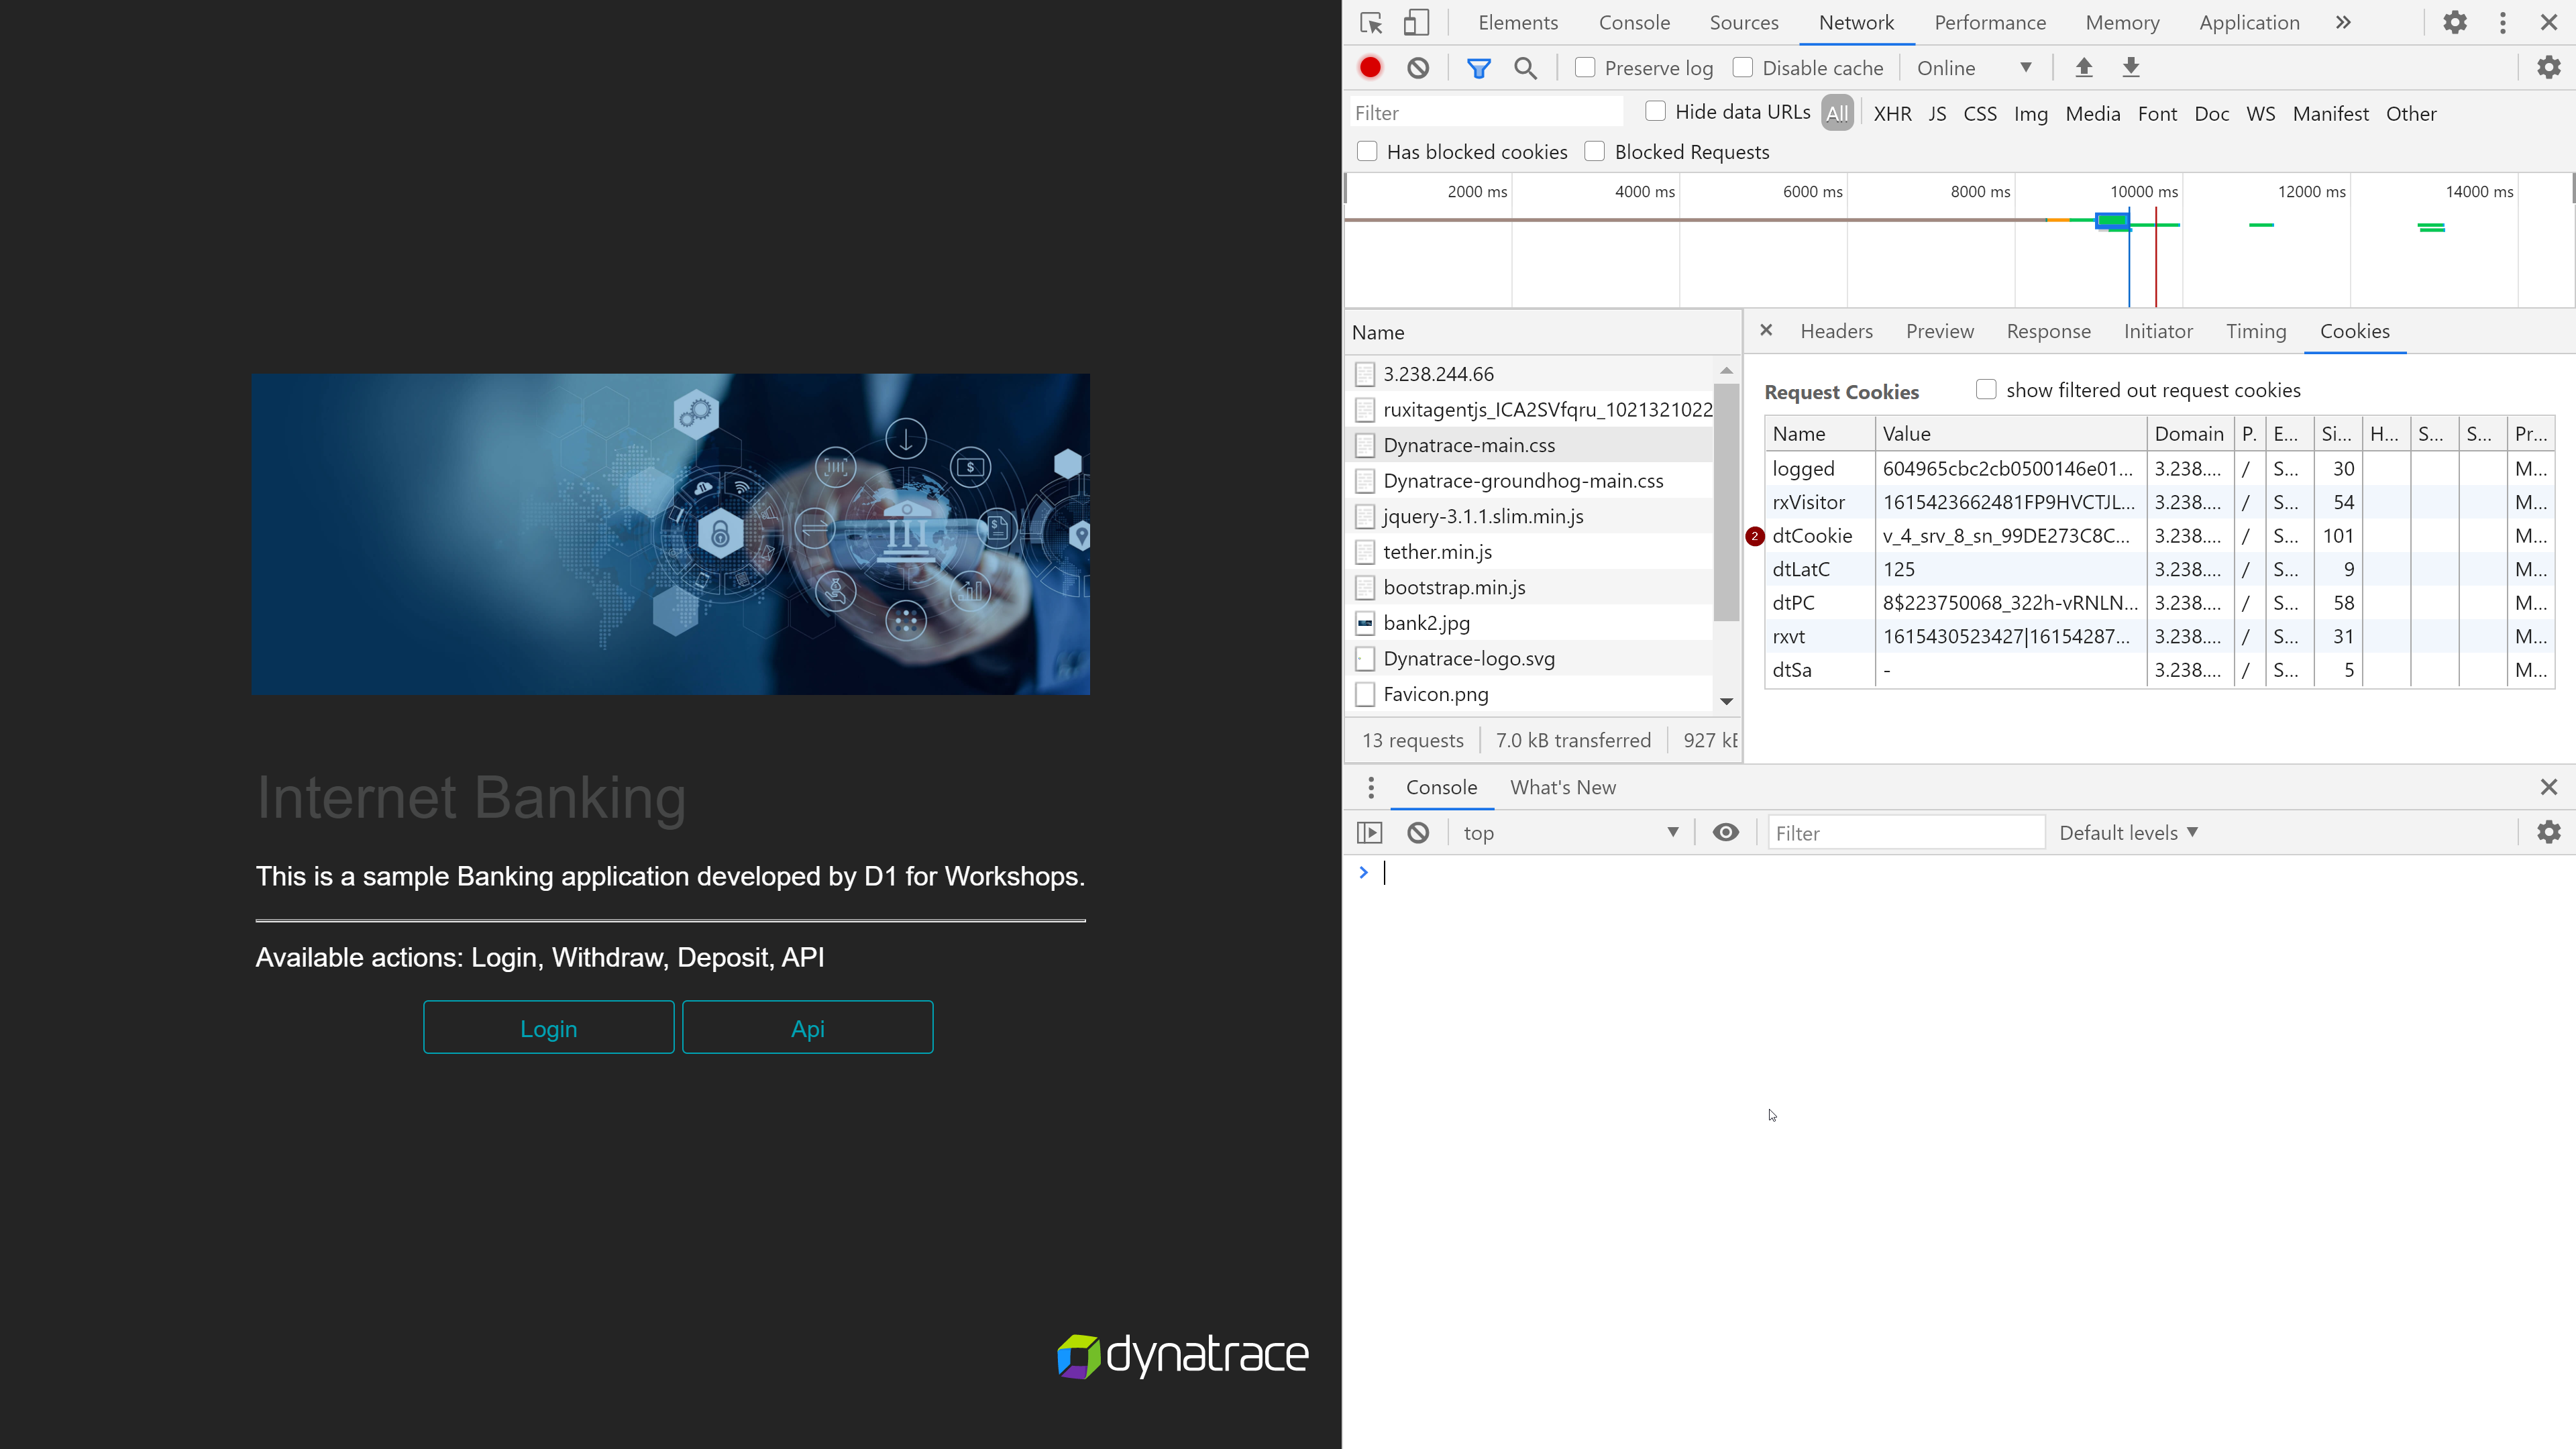 Internet Banking
This is a sample Banking application developed by D1 for Workshops.
Available actions: Login, Withdraw, Deposit, API
Login Api
dynatrace
Elements Console Sources Network Performance Memory Application
Preserve log Disable cache Online
Filter Hide data URLs All XHR JS CSS Img Media Font Doc WS Manifest Other
Has blocked cookies Blocked Requests
2000 ms 4000 ms 6000 ms 8000 ms 10000 ms 12000 ms 14000 ms
Name
3.238.244.66
ruxitagentjs_ICA2SVfqru_1021321022
Dynatrace-main.css
Dynatrace-groundhog-main.css
jquery-3.1.1.slim.min.js
tether.min.js
bootstrap.min.js
bank2.jpg
Dynatrace-logo.svg
Favicon.png
13 requests 7.0 kB transferred 927 kB
Headers Preview Response Initiator Timing Cookies
Request Cookies show filtered out request cookies
Name Value Domain P. E... Si... H... S... S... Pr...
logged 604965cbc2cb0500146e01... 3.238.... / S... 30 M...
rxVisitor 1615423662481FP9HVCTJL... 3.238.... / S... 54 M...
2 dtCookie v_4_srv_8_sn_99DE273C8C... 3.238.... / S... 101 M...
dtLatC 125 3.238.... / S... 9 M...
dtPC 8$223750068_322h-vRNLN... 3.238.... / S... 58 M...
rxvt 1615430523427|16154287... 3.238.... / S... 31 M...
dtSa - 3.238.... / S... 5 M...
Console What's New
top Filter Default levels